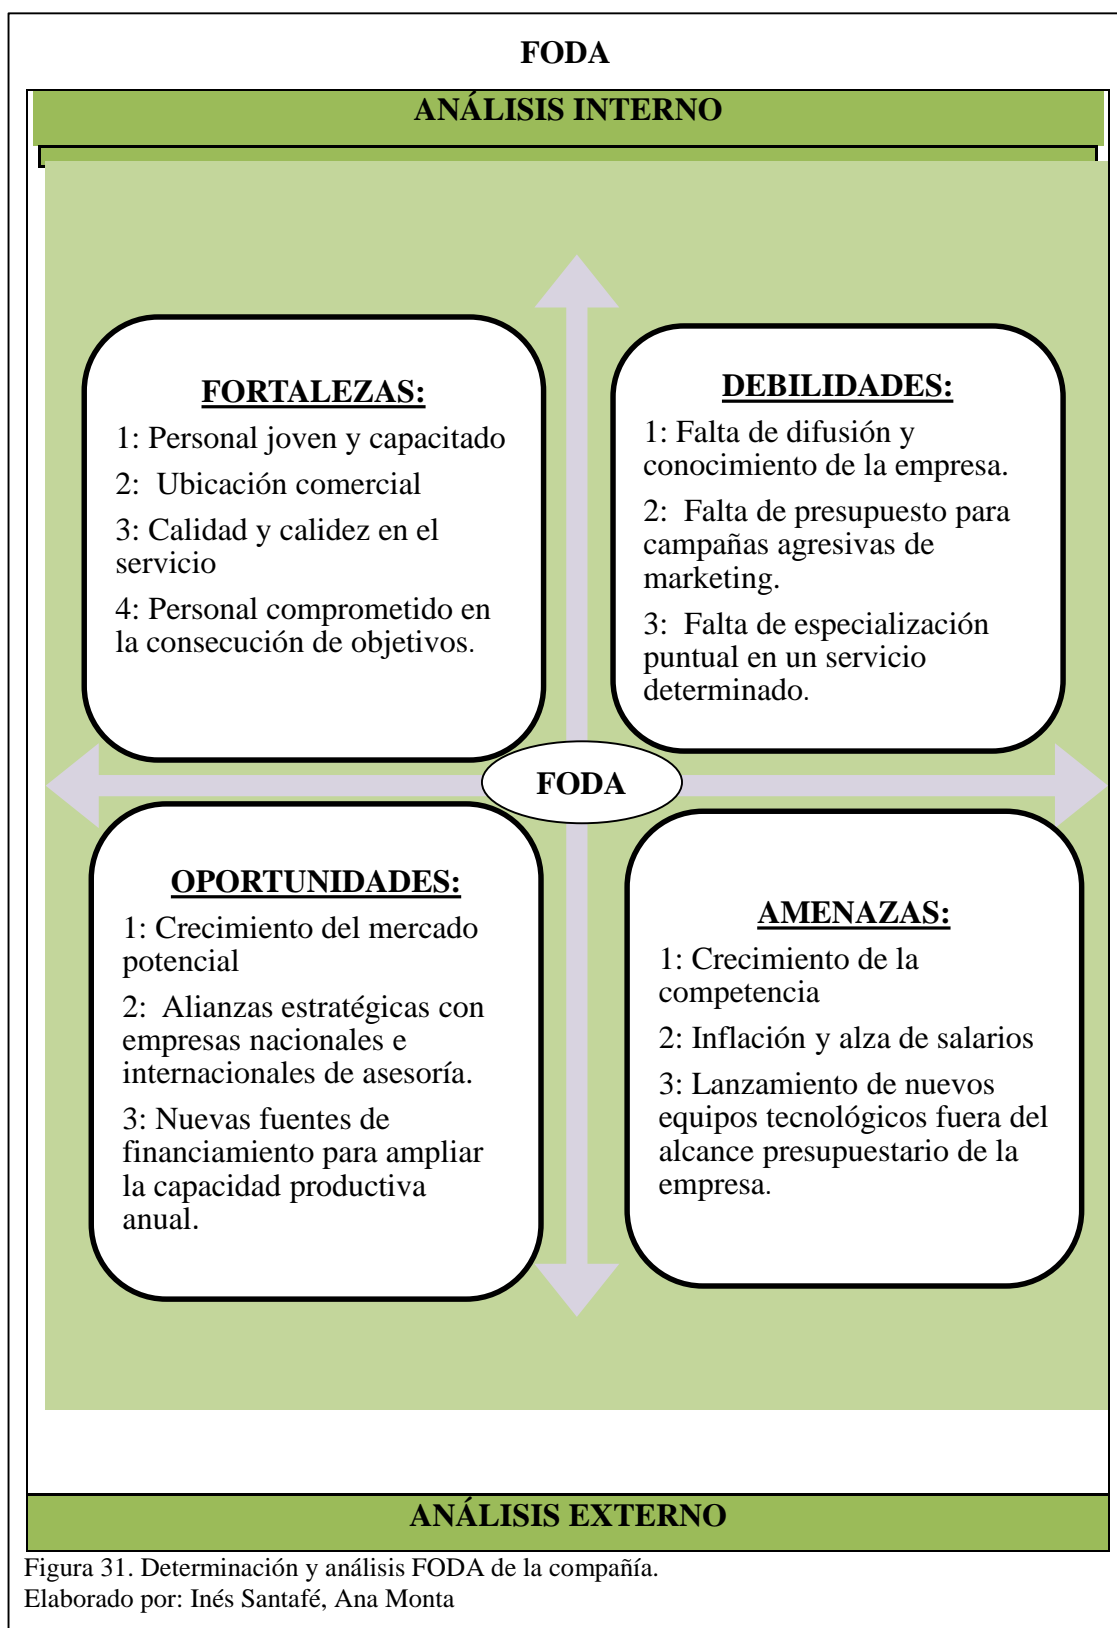 FODA
ANÁLISIS INTERNO
FORTALEZAS:
1: Personal joven y capacitado
2:  Ubicación comercial
3: Calidad y calidez en el
servicio
4: Personal comprometido en
la consecución de objetivos.
DEBILIDADES:
1: Falta de difusión y
conocimiento de la empresa.
2:  Falta de presupuesto para
campañas agresivas de
marketing.
3:  Falta de especialización
puntual en un servicio
determinado.
FODA
OPORTUNIDADES:
1: Crecimiento del mercado
potencial
2:  Alianzas estratégicas con
empresas nacionales e
internacionales de asesoría.
3: Nuevas fuentes de
financiamiento para ampliar
la capacidad productiva
anual.
AMENAZAS:
1: Crecimiento de la
competencia
2: Inflación y alza de salarios
3: Lanzamiento de nuevos
equipos tecnológicos fuera del
alcance presupuestario de la
empresa.
ANÁLISIS EXTERNO
Figura 31. Determinación y análisis FODA de la compañía.
Elaborado por: Inés Santafé, Ana Monta